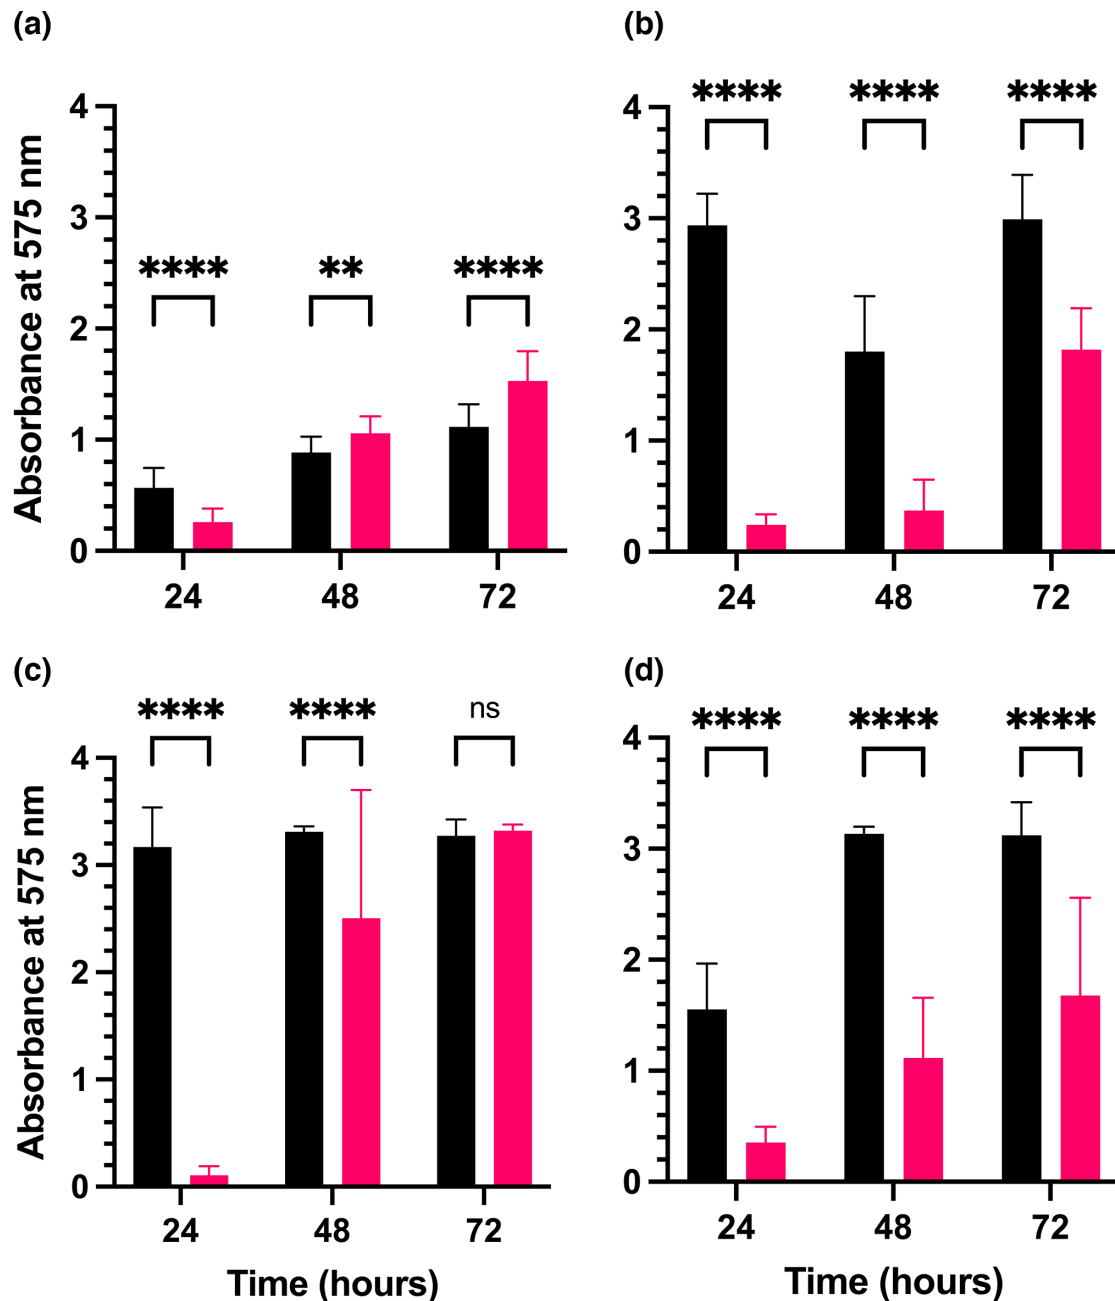 (a)
**** ** ****
Absorbance at 575 nm
4
3
2
1
0
24 48 72
(b)
**** **** ****
4
3
2
1
0
24 48 72
(c)
**** **** ns
Absorbance at 575 nm
4
3
2
1
0
24 48 72
Time (hours)
(d)
**** **** ****
4
3
2
1
0
24 48 72
Time (hours)